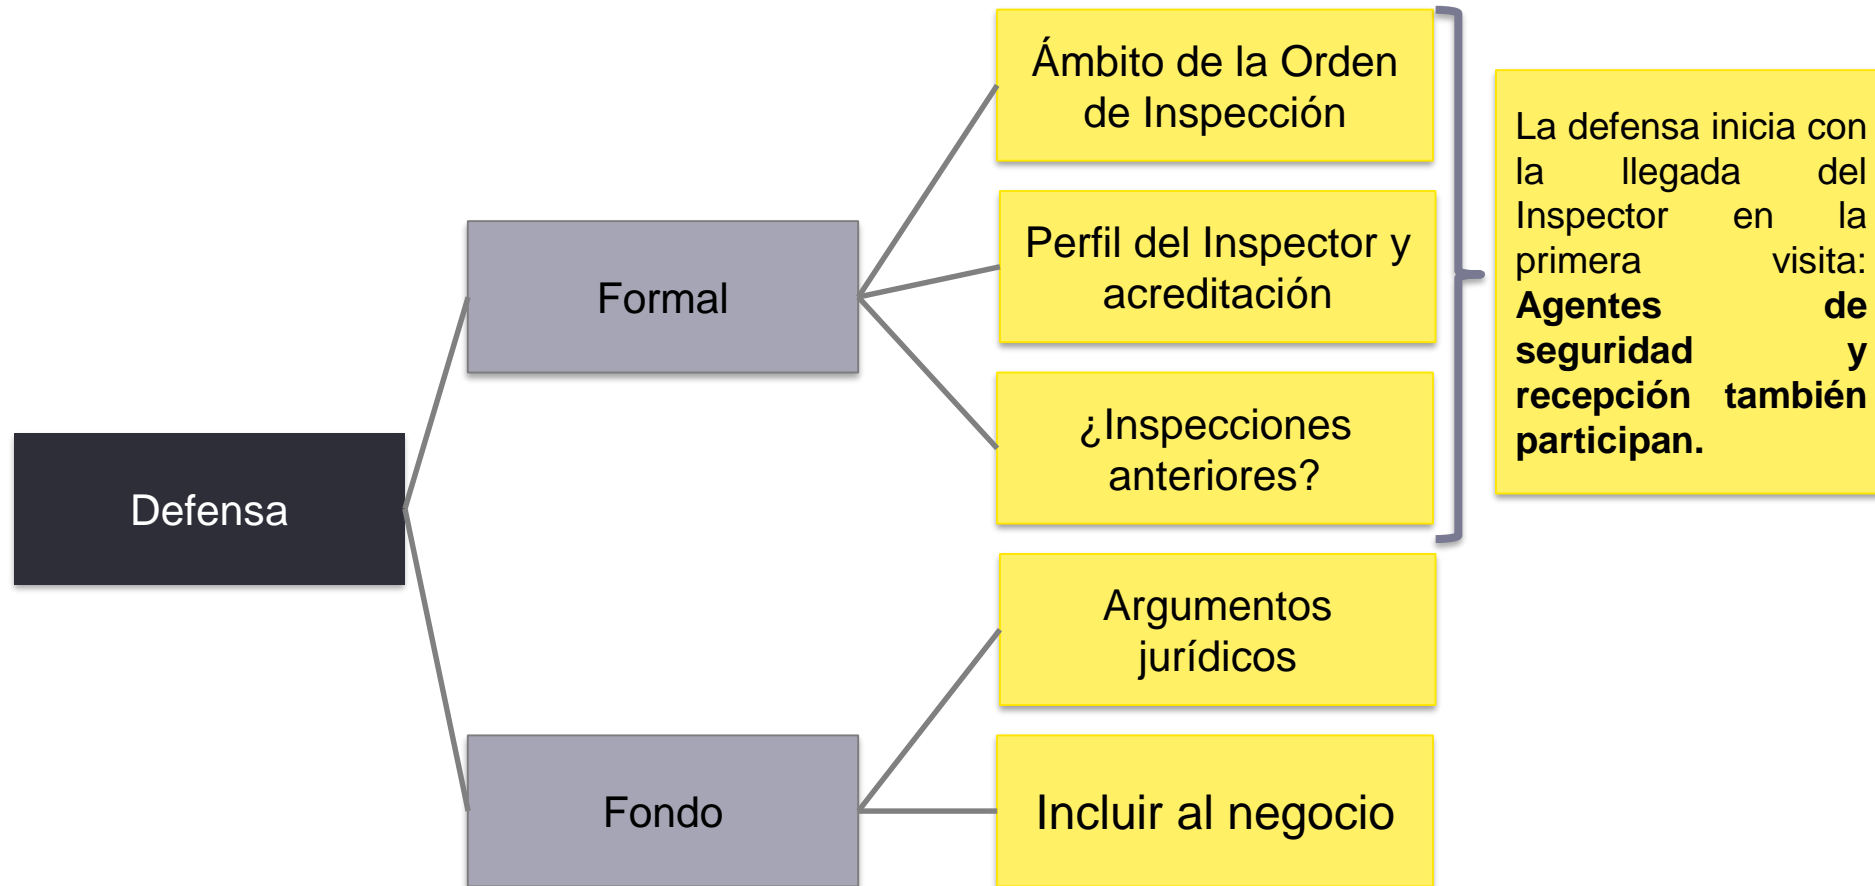 Defensa
Formal
Ámbito de la Orden
de Inspección
Perfil del Inspector y
acreditación
¿Inspecciones
anteriores?
La defensa inicia con
la llegada del
Inspector en la
primera visita:
Agentes de
seguridad y
recepción también
participan.
Fondo
Argumentos
jurídicos
Incluir al negocio